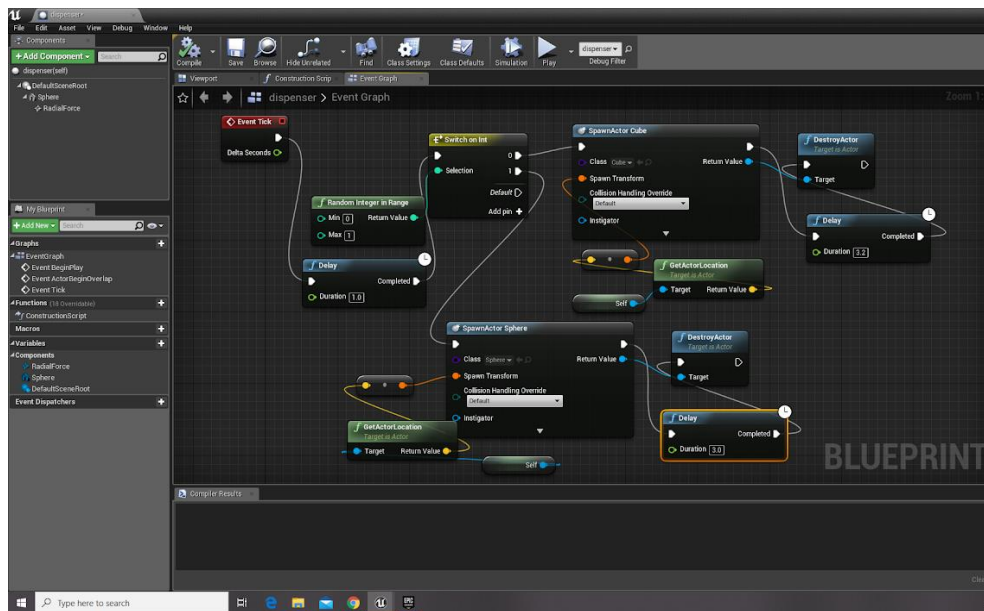 dispenser*
File Edit Asset View Debug Window Help
Components
+Add Component Search
dispenser(self)
DefaultSceneRoot
Sphere
RadialForce
Compile Save Browse Hide Unrelated Find Class Settings Class Defaults Simulation Play dispenser Debug Filter
Viewport Construction Scrip Event Graph
dispenser > Event Graph Zoom 1:
My Blueprint
+Add New Search
Graphs
EventGraph
Event BeginPlay
Event ActorBeginOverlap
Event Tick
Functions (18 Overridable)
ConstructionScript
Macros
Variables
Components
RadialForce
Sphere
DefaultSceneRoot
Event Dispatchers
Event Tick
Delta Seconds
Random Integer in Range
Min 0 Return Value
Max 1
Delay
Completed
Duration 1.0
Switch on Int
0
Selection 1
Default
Add pin +
SpawnActor Cube
Class Cube Return Value
Spawn Transform
Collision Handling Override
Default
Instigator
GetActorLocation
Target is Actor
Target Return Value
Self
DestroyActor
Target is Actor
Target
Delay
Completed
Duration 3.2
SpawnActor Sphere
Class Sphere Return Value
Spawn Transform
Collision Handling Override
Default
Instigator
GetActorLocation
Target is Actor
Target Return Value
Self
DestroyActor
Target is Actor
Target
Delay
Completed
Duration 3.0
BLUEPRINT
Compiler Results
Type here to search
EPIC